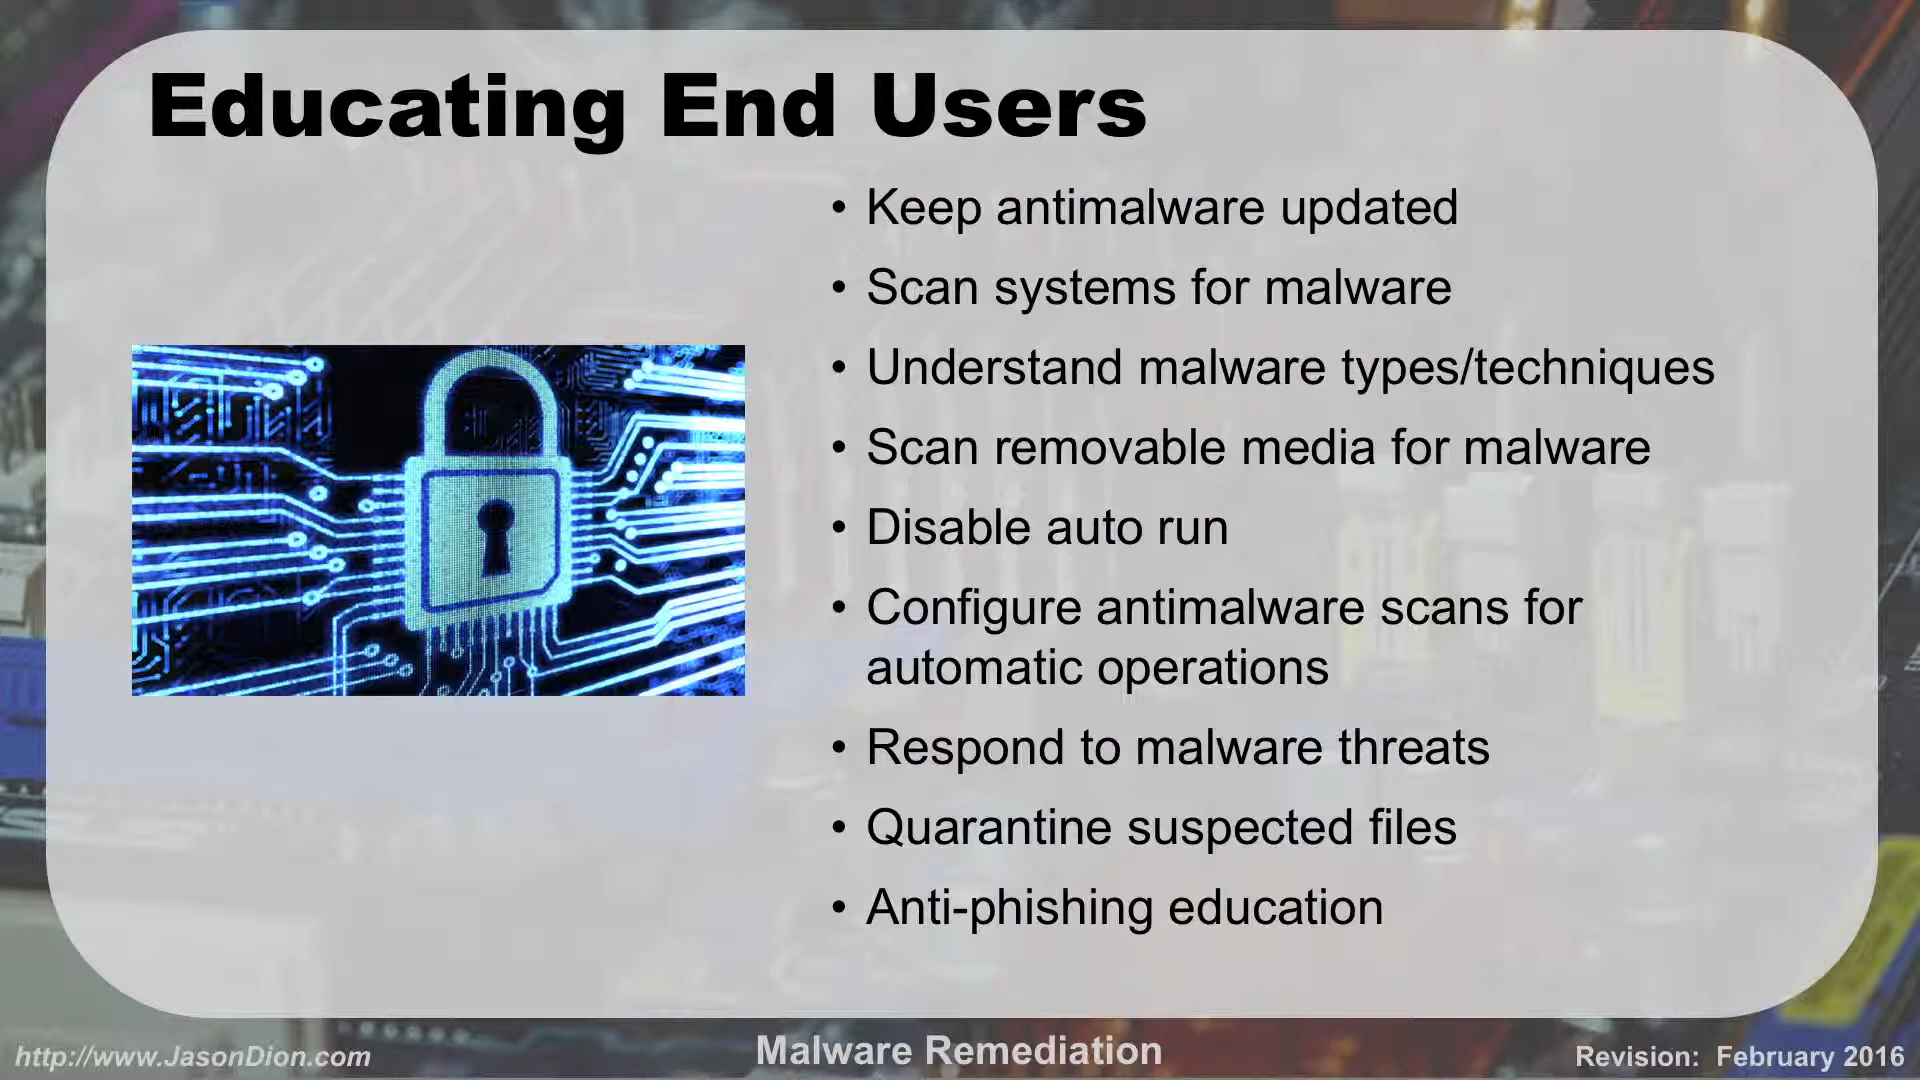 Educating End Users
• Keep antimalware updated
• Scan systems for malware
• Understand malware types/techniques
• Scan removable media for malware
• Disable auto run
• Configure antimalware scans for
automatic operations
• Respond to malware threats
• Quarantine suspected files
• Anti-phishing education
http://www.JasonDion.com
Malware Remediation
Revision: February 2016